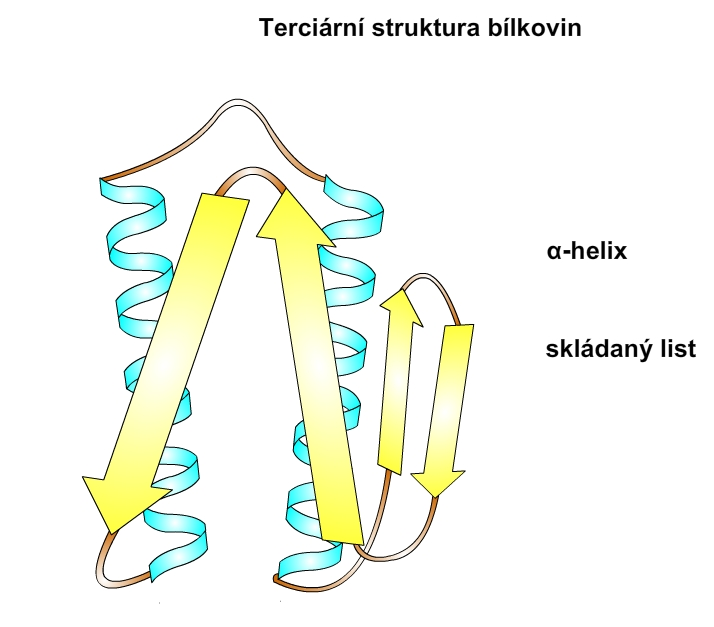 Terciární struktura bílkovin
α-helix
skládaný list